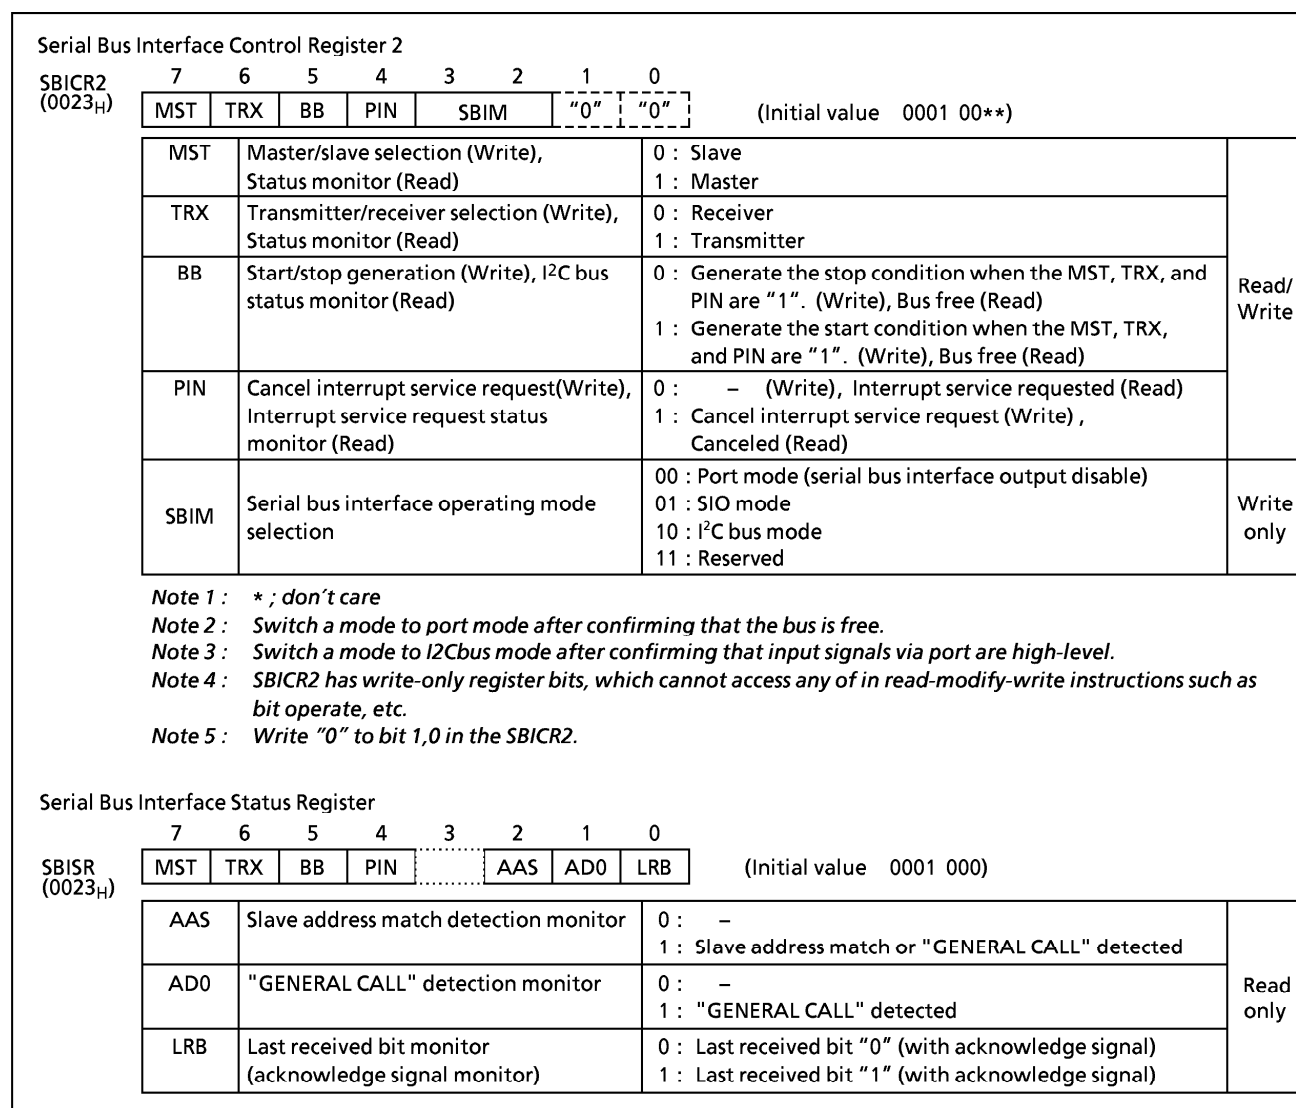 Serial Bus Interface Control Register 2
7 6 5 4 3 2 1 0
SBICR2
(0023H)
MST TRX BB PIN SBIM "0" "0" (Initial value 0001 00**)
MST Master/slave selection (Write), 0 : Slave
Status monitor (Read) 1 : Master
TRX Transmitter/receiver selection (Write), 0 : Receiver
Status monitor (Read) 1 : Transmitter
BB Start/stop generation (Write), I2C bus 0 : Generate the stop condition when the MST, TRX, and
status monitor (Read) PIN are "1". (Write), Bus free (Read)
1 : Generate the start condition when the MST, TRX,
and PIN are "1". (Write), Bus free (Read)
Read/
Write
PIN Cancel interrupt service request(Write), 0 : – (Write), Interrupt service requested (Read)
Interrupt service request status 1 : Cancel interrupt service request (Write) ,
monitor (Read) Canceled (Read)
SBIM Serial bus interface operating mode
selection
00 : Port mode (serial bus interface output disable)
01 : SIO mode
10 : I2C bus mode
11 : Reserved
Write
only
Note 1 : * ; don't care
Note 2 : Switch a mode to port mode after confirming that the bus is free.
Note 3 : Switch a mode to I2Cbus mode after confirming that input signals via port are high-level.
Note 4 : SBICR2 has write-only register bits, which cannot access any of in read-modify-write instructions such as
bit operate, etc.
Note 5 : Write "0" to bit 1,0 in the SBICR2.
Serial Bus Interface Status Register
7 6 5 4 3 2 1 0
SBISR
(0023H)
MST TRX BB PIN AAS AD0 LRB (Initial value 0001 000)
AAS Slave address match detection monitor 0 : –
1 : Slave address match or "GENERAL CALL" detected
AD0 "GENERAL CALL" detection monitor 0 : –
1 : "GENERAL CALL" detected
Read
only
LRB Last received bit monitor 0 : Last received bit "0" (with acknowledge signal)
(acknowledge signal monitor) 1 : Last received bit "1" (with acknowledge signal)